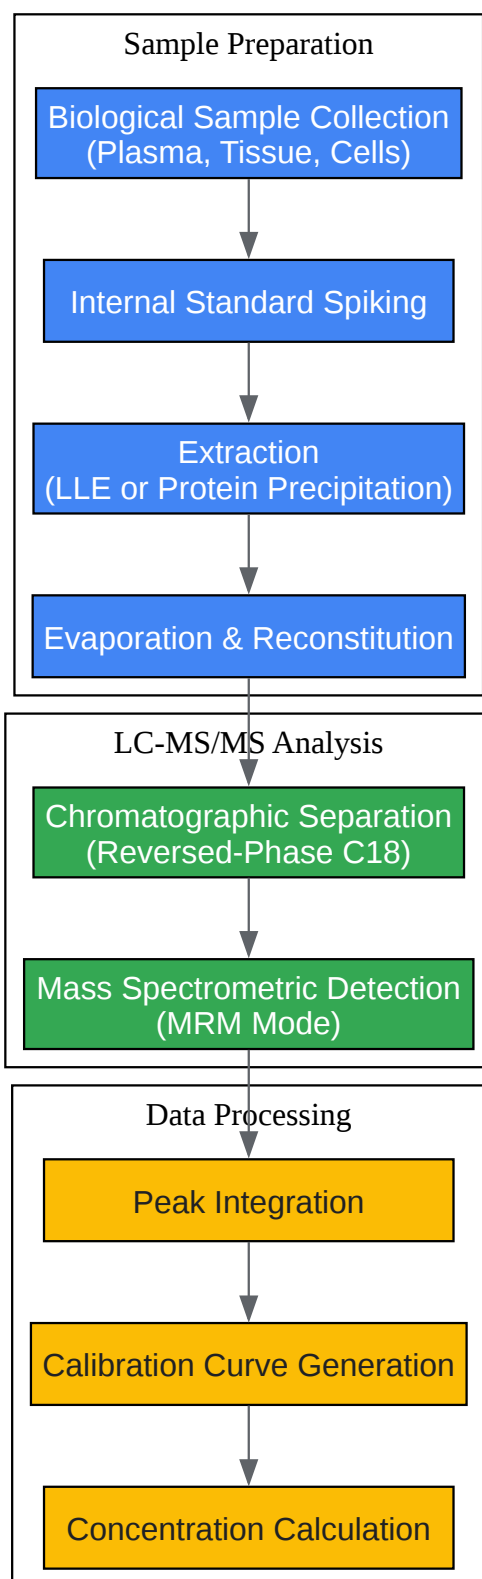 Sample Preparation
Biological Sample Collection
(Plasma, Tissue, Cells)
Internal Standard Spiking
Extraction
(LLE or Protein Precipitation)
Evaporation & Reconstitution
LC-MS/MS Analysis
Chromatographic Separation
(Reversed-Phase C18)
Mass Spectrometric Detection
(MRM Mode)
Data Processing
Peak Integration
Calibration Curve Generation
Concentration Calculation